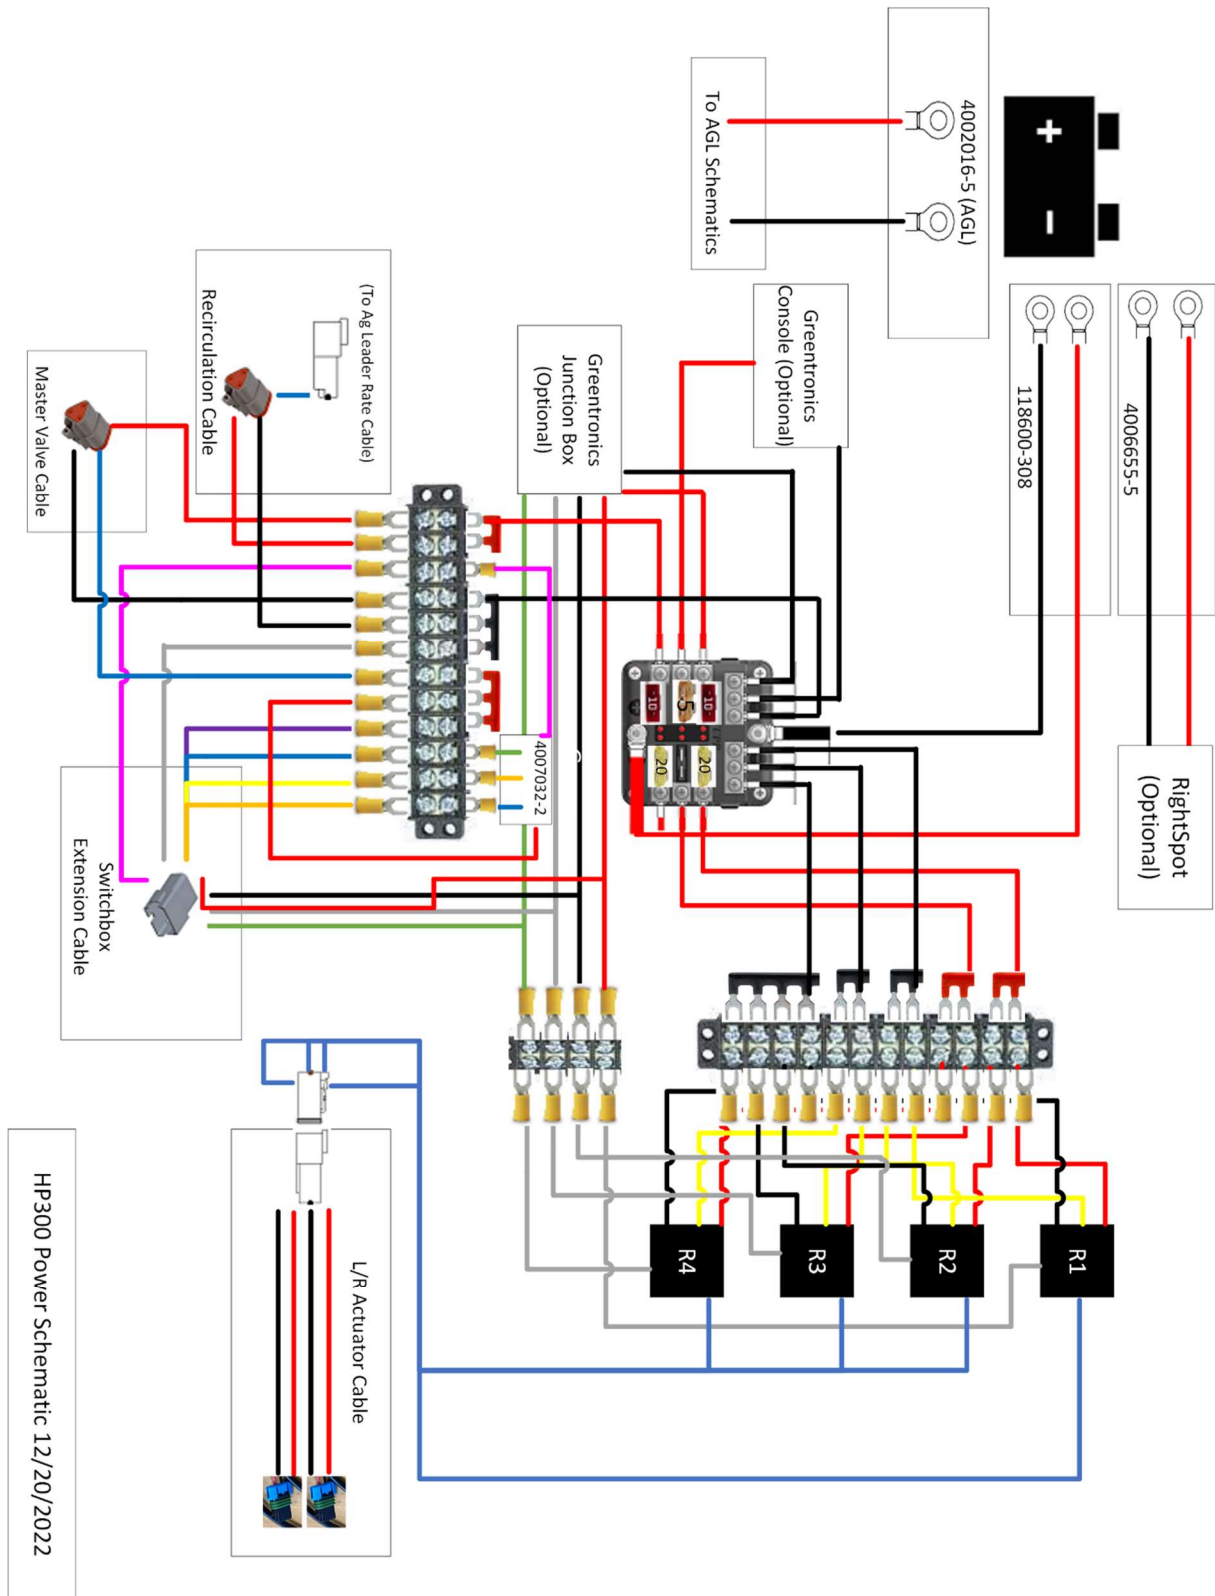 +
−
4002016-5 (AGL)
To AGL Schematics
4006655-5
RightSpot
(Optional)
118600-308
Greentronics
Console (Optional)
Greentronics
Junction Box
(Optional)
(To Ag Leader Rate Cable)
Recirculation Cable
Master Valve Cable
-10-
-5
-10-
20
20
4007032-2
Switchbox
Extension Cable
R1
R2
R3
R4
L/R Actuator Cable
HP300 Power Schematic 12/20/2022